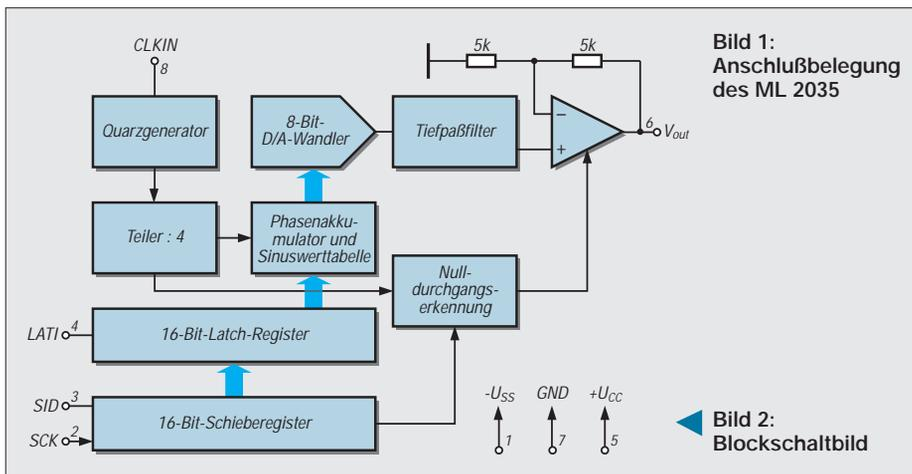 CLKIN
8
Quarzgenerator
8-Bit-
D/A-Wandler
Tiefpaßfilter
5k
5k
–
+
6
Vout
Bild 1:
Anschlußbelegung
des ML 2035
Teiler : 4
Phasenakku-
mulator und
Sinuswerttabelle
Null-
durchgangs-
erkennung
LATI
4
16-Bit-Latch-Register
SID
3
SCK
2
16-Bit-Schieberegister
-USS
GND
+UCC
1
7
5
Bild 2:
Blockschaltbild